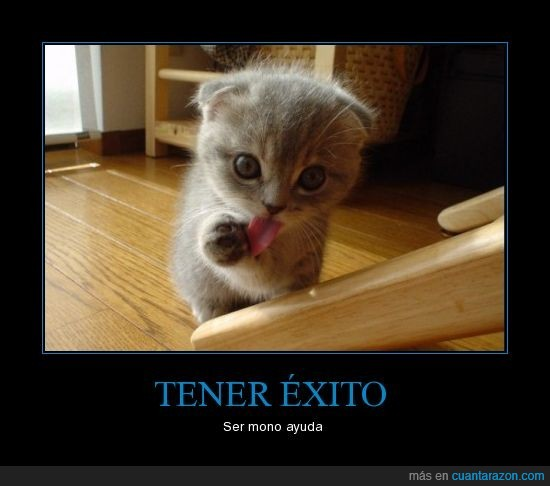 TENER ÉXITO
Ser mono ayuda
más en cuantarazon.com